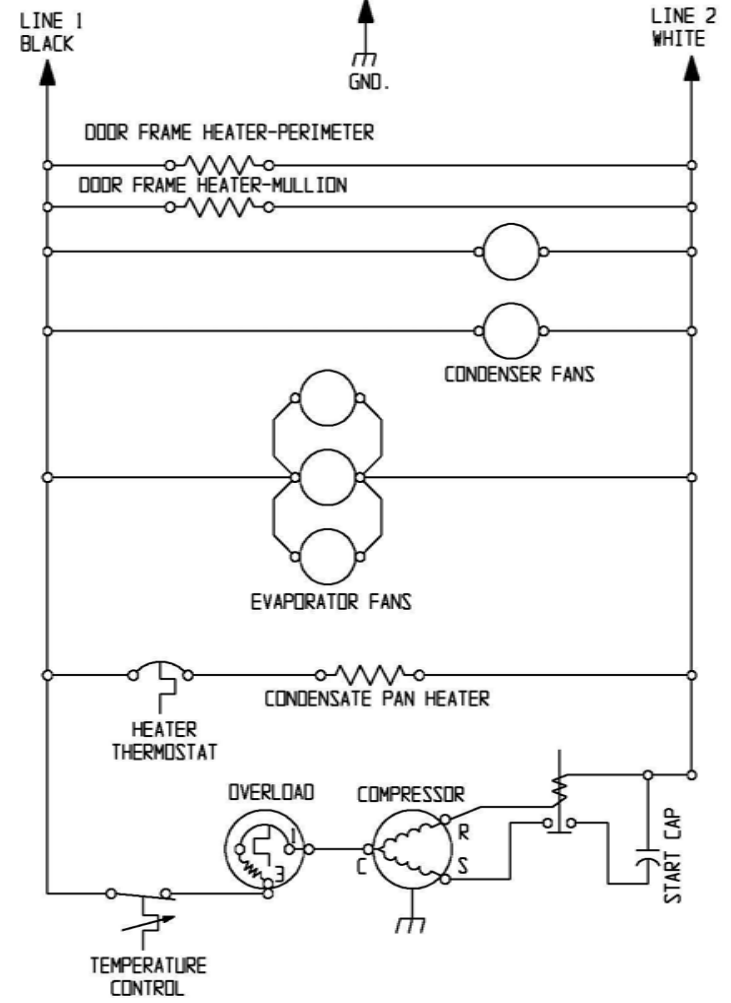 LINE 1
BLACK
GND.
LINE 2
WHITE
DOOR FRAME HEATER-PERIMETER
DOOR FRAME HEATER-MULLION
CONDENSER FANS
EVAPORATOR FANS
CONDENSATE PAN HEATER
HEATER
THERMOSTAT
OVERLOAD
1
3
COMPRESSOR
C
R
S
START CAP
TEMPERATURE
CONTROL